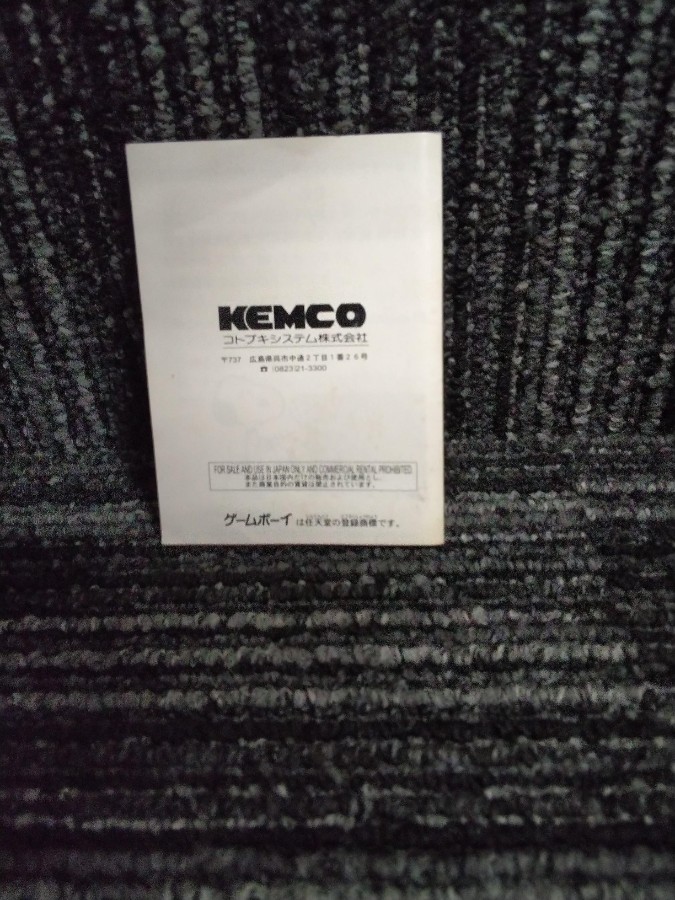 KEMCO
コトブキシステム株式会社
〒737 広島県呉市中通2丁目1番26号
☎ (0823)21-3300
FOR SALE AND USE IN JAPAN ONLY AND COMMERCIAL RENTAL PROHIBITED.
本品は日本国内だけの販売および使用とし、
また商業目的の賃貸は禁止されています。
ゲームボーイは任天堂の登録商標です。